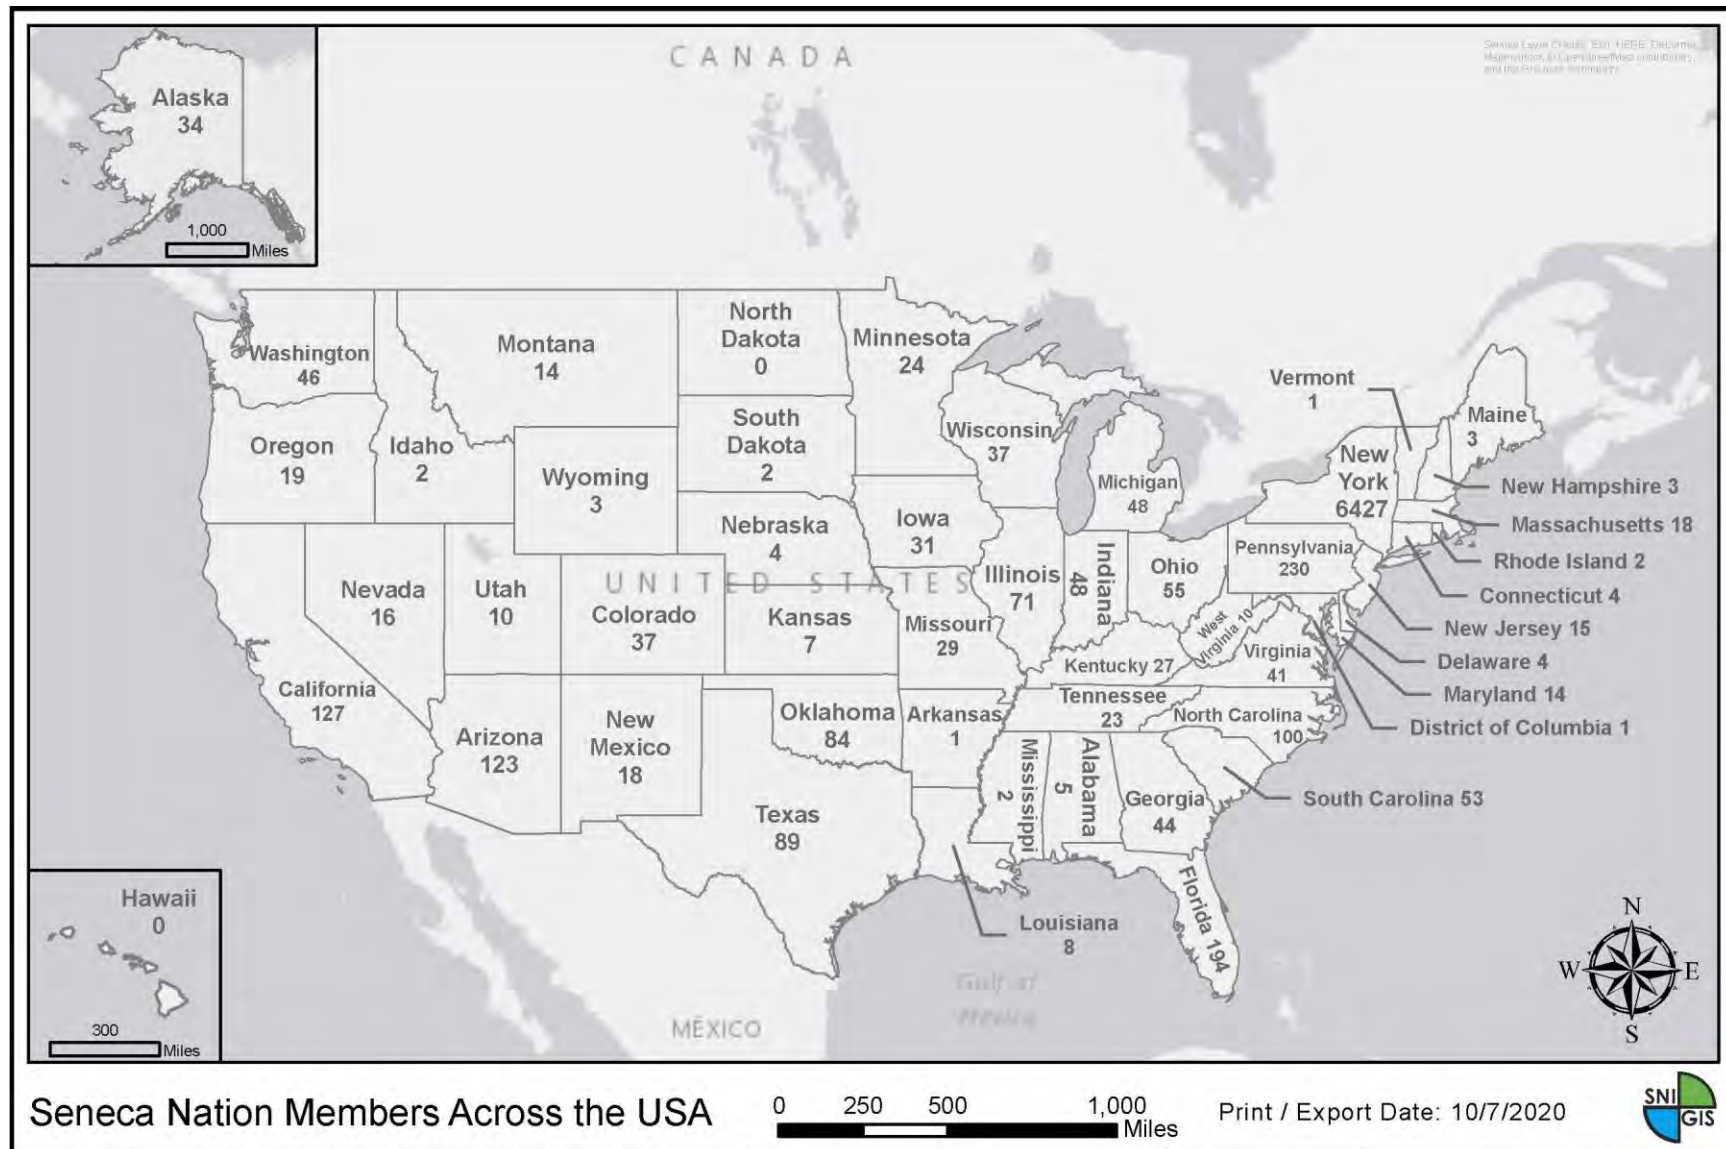 CANADA
Alaska
34
1,000
Miles
Washington
46
Montana
14
North
Dakota
0
Minnesota
24
Vermont
1
Maine
3
Oregon
19
Idaho
2
Wyoming
3
South
Dakota
2
Wisconsin
37
Michigan
48
New
York
6427
New Hampshire 3
Massachusetts 18
Rhode Island 2
Connecticut 4
New Jersey 15
Delaware 4
Maryland 14
District of Columbia 1
Nebraska
4
Iowa
31
Illinois
71
Indiana
48
Ohio
55
Pennsylvania
230
UNITED STATES
Nevada
16
Utah
10
Colorado
37
Kansas
7
Missouri
29
West
Virginia 10
Virginia
41
Kentucky 27
California
127
Arizona
123
New
Mexico
18
Oklahoma
84
Arkansas
1
Tennessee
23
North Carolina
100
South Carolina 53
Texas
89
Mississippi
2
Alabama
5
Georgia
44
Louisiana
8
Florida 194
Gulf of
Mexico
MÉXICO
Hawaii
0
300
Miles
N
W
E
S
Seneca Nation Members Across the USA
0 250 500 1,000
Miles
Print / Export Date: 10/7/2020
SNI
GIS